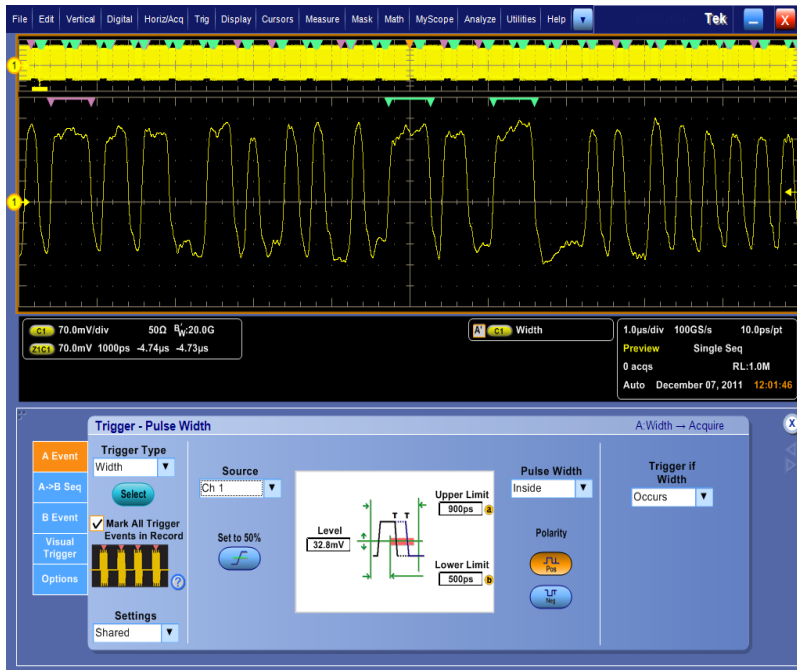 File Edit Vertical Digital Horiz/Acq Trig Display Cursors Measure Mask Math MyScope Analyze Utilities Help Tek X
1
1
C1 70.0mV/div 50Ω BW:20.0G
Z1C1 70.0mV 1000ps -4.74µs -4.73µs
A' C1 Width
1.0µs/div 100GS/s 10.0ps/pt
Preview Single Seq
0 acqs RL:1.0M
Auto December 07, 2011 12:01:46
Trigger - Pulse Width
A:Width → Acquire
X
A Event
A->B Seq
B Event
Visual
Trigger
Options
Trigger Type
Width
Select
Mark All Trigger
Events in Record
?
Settings
Shared
Source
Ch 1
Set to 50%
Level
32.8mV
T T
Upper Limit
900ps a
Lower Limit
500ps b
Pulse Width
Inside
Polarity
Pos
Neg
Trigger if
Width
Occurs